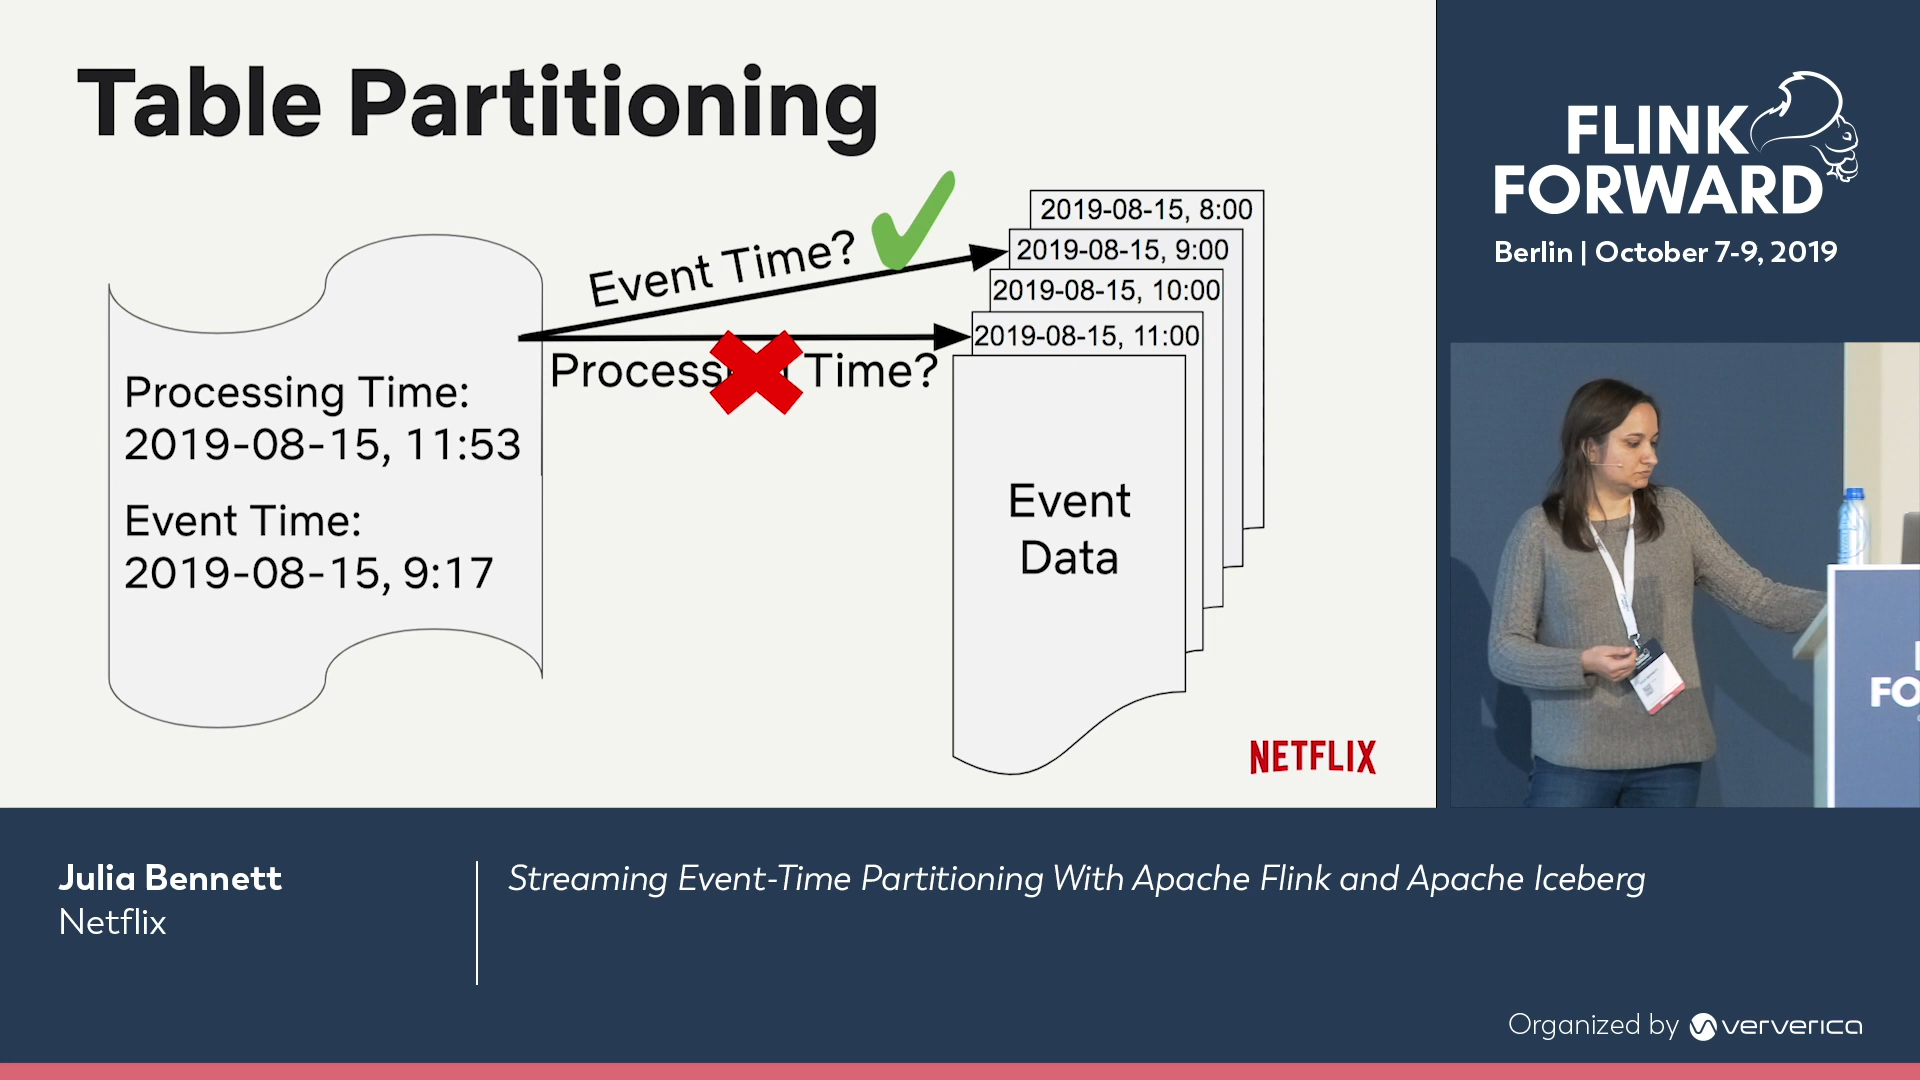 Table Partitioning
Event Time?
Processing Time?
Processing Time:
2019-08-15, 11:53
Event Time:
2019-08-15, 9:17
2019-08-15, 8:00
2019-08-15, 9:00
2019-08-15, 10:00
2019-08-15, 11:00
Event
Data
NETFLIX
FLINK
FORWARD
Berlin | October 7-9, 2019
FO
Julia Bennett
Netflix
Streaming Event-Time Partitioning With Apache Flink and Apache Iceberg
Organized by ververica